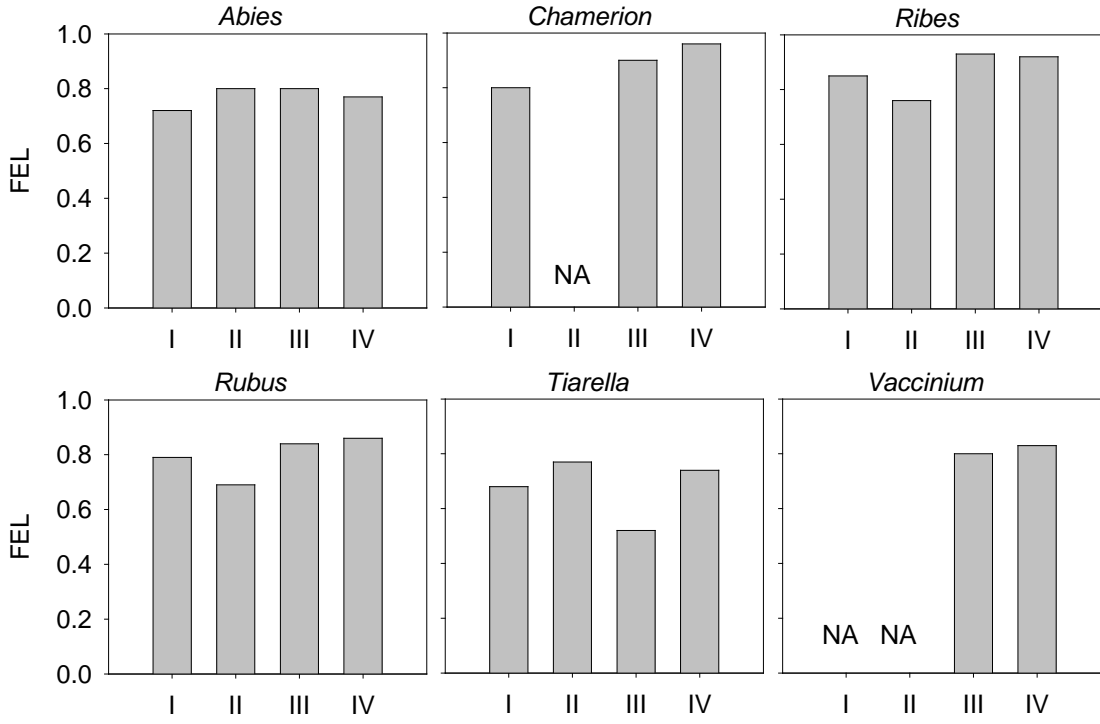 Abies Chamerion Ribes
1.0
0.8
0.6
0.4
0.2
0.0
FEL
NA
I II III IV I II III IV I II III IV
Rubus Tiarella Vaccinium
1.0
0.8
0.6
0.4
0.2
0.0
FEL
NA NA
I II III IV I II III IV I II III IV